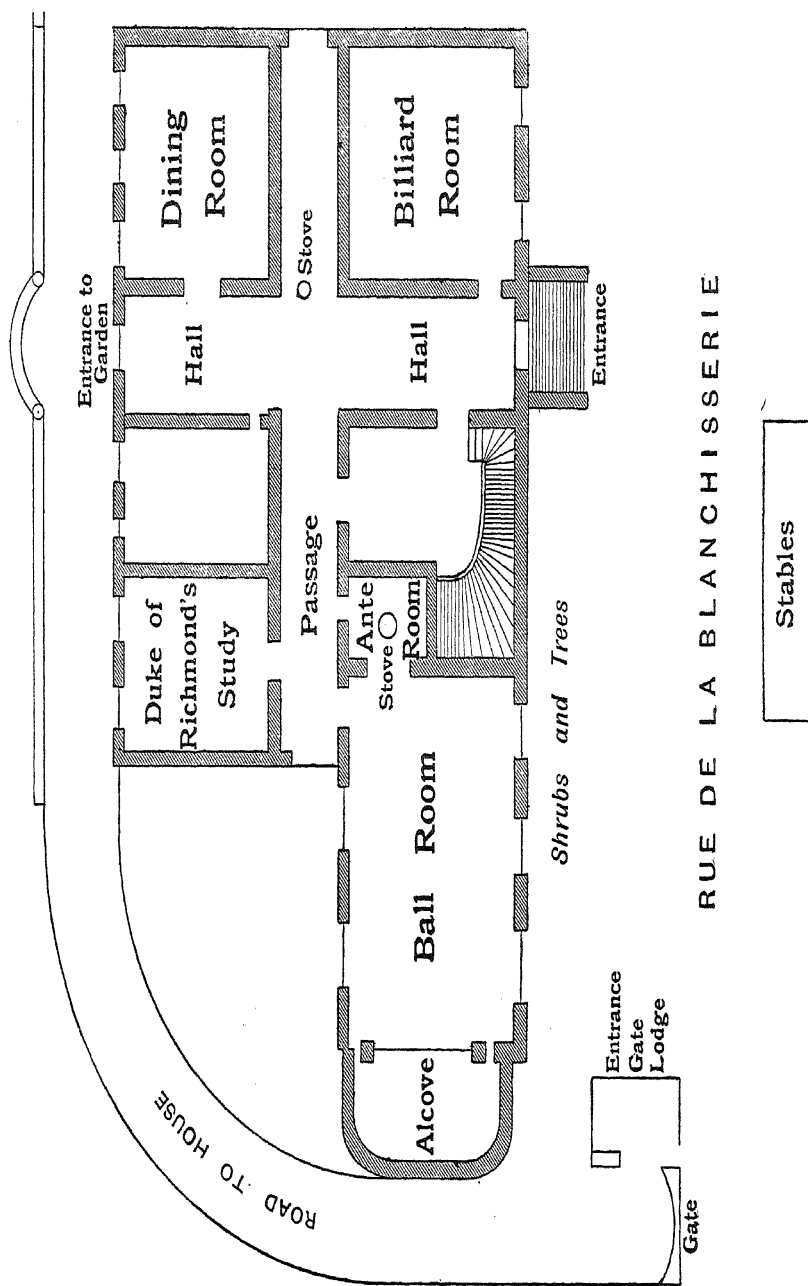 Dining
Room
Billiard
Room
Stove
Entrance to
Garden
Hall
Hall
Entrance
Passage
Duke of
Richmond's
Study
Ante
Room
Stove
Ball Room
Alcove
Shrubs and Trees
RUE DE LA BLANCHISSERIE
Stables
ROAD TO HOUSE
Entrance
Gate
Lodge
Gate